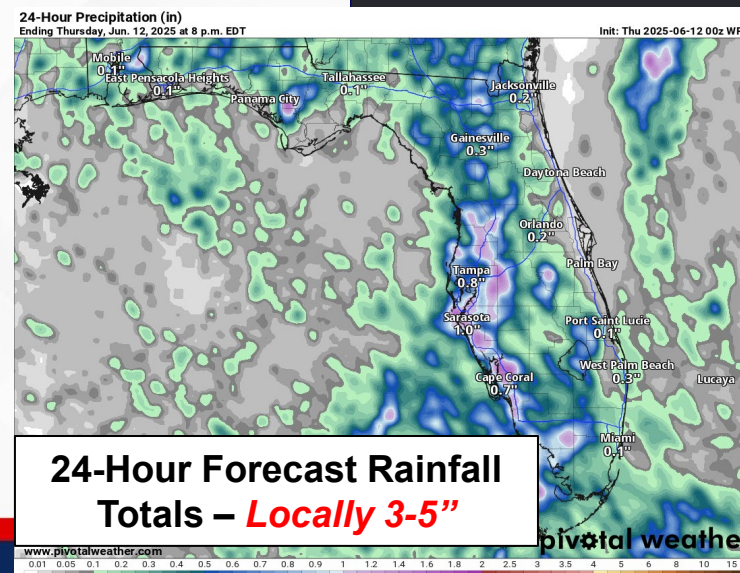 24-Hour Precipitation (in)
Ending Thursday, Jun. 12, 2025 at 8 p.m. EDT
Init: Thu 2025-06-12 00z
Mobile
0.1"
East Pensacola Heights
0.1"
Panama City
Tallahassee
0.1"
Jacksonville
0.2"
Gainesville
0.3"
Daytona Beach
Orlando
0.2"
Palm Bay
Tampa
0.8"
Sarasota
1.0"
Port Saint Lucie
0.1"
West Palm Beach
0.3"
Cape Coral
0.7"
Lucaya
Miami
0.1"
24-Hour Forecast Rainfall
Totals – Locally 3-5”
pivotal weathe
www.pivotalweather.com
0.01 0.05 0.1 0.2 0.3 0.4 0.5 0.6 0.7 0.8 0.9 1 1.2 1.4 1.6 1.8 2 2.5 3 3.5 4 5 6 8 10 15